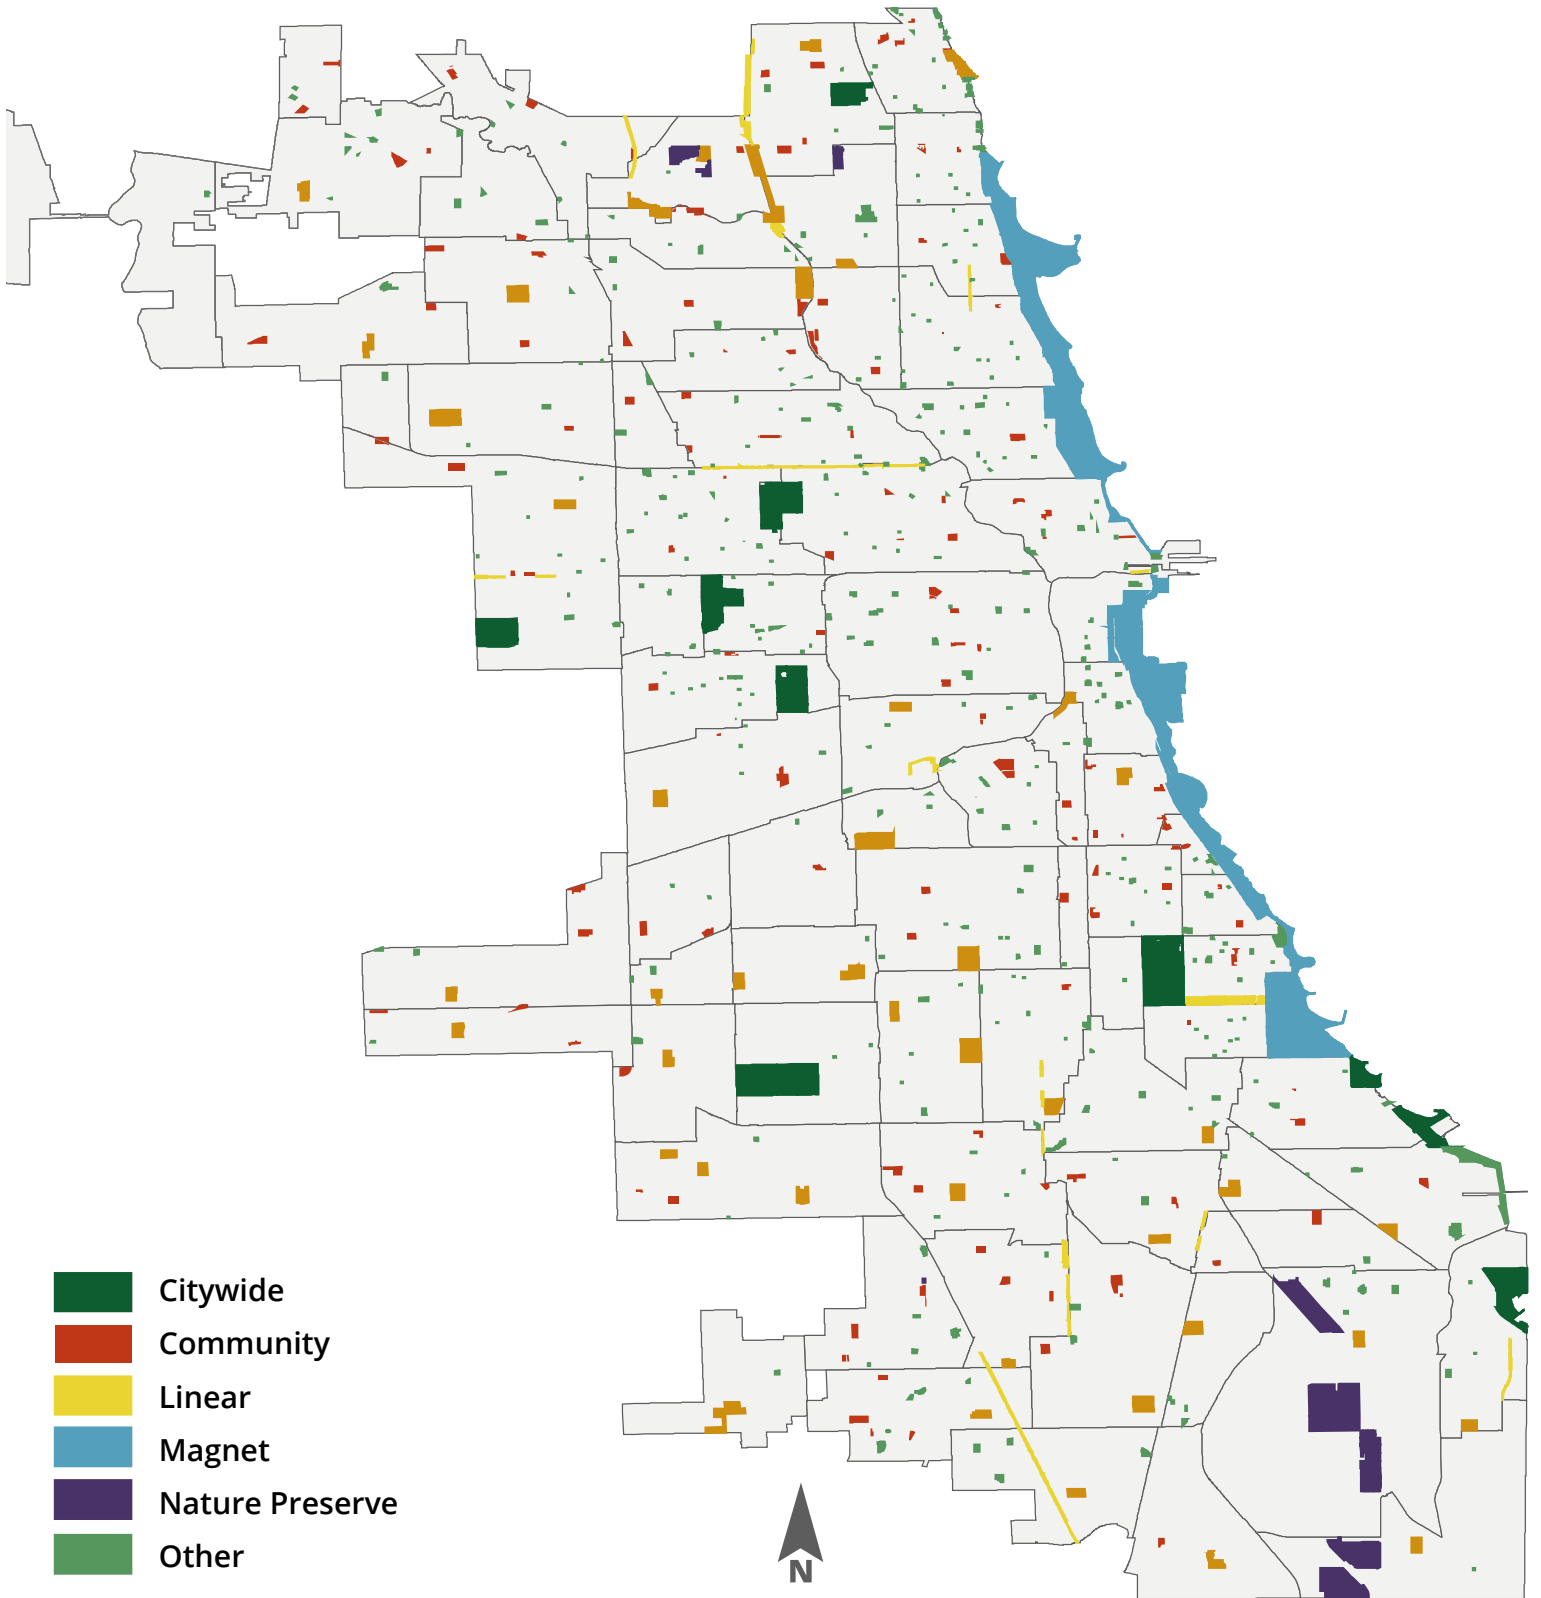 Citywide
Community
Linear
Magnet
Nature Preserve
Other
N